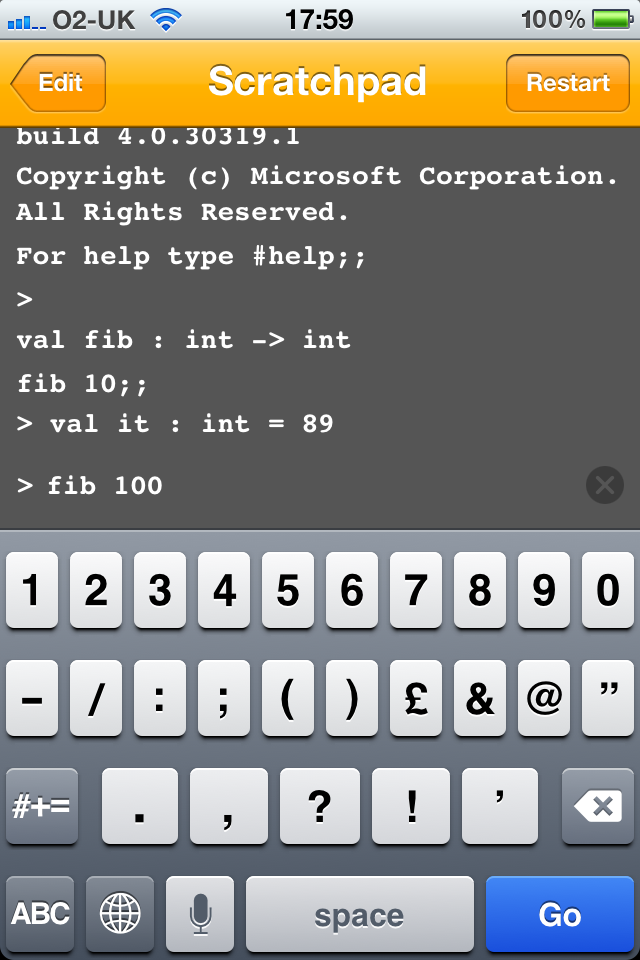 O2-UK 17:59 100%
Edit Scratchpad Restart
build 4.0.30319.1
Copyright (c) Microsoft Corporation.
All Rights Reserved.
For help type #help;;
>
val fib : int -> int
fib 10;;
> val it : int = 89
> fib 100
1 2 3 4 5 6 7 8 9 0
- / : ; ( ) £ & @ ”
#+= . , ? ! ’
ABC space Go